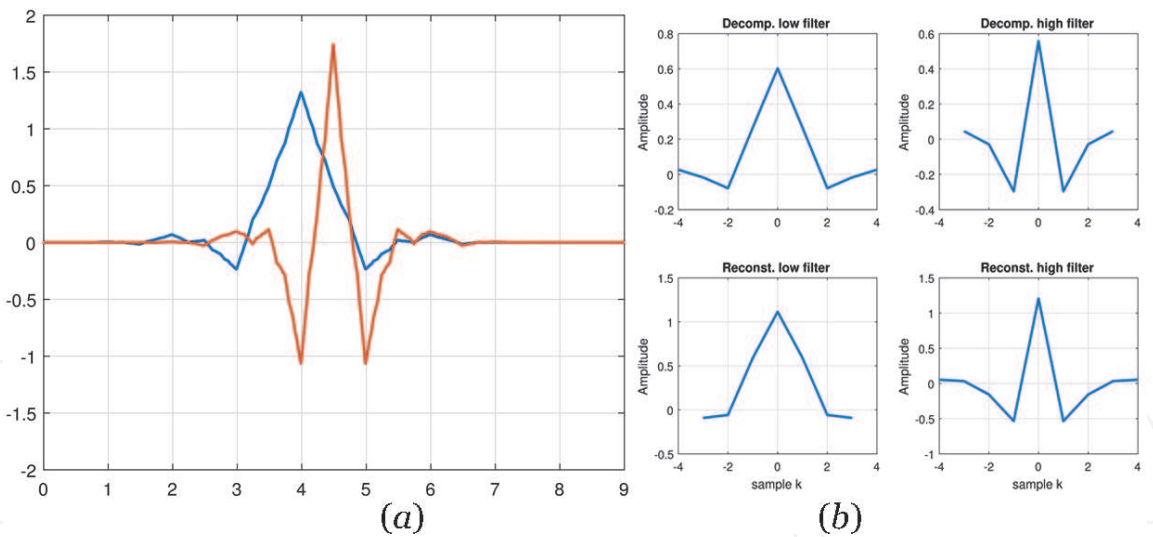 2
1.5
1
0.5
0
-0.5
-1
-1.5
-2
0 1 2 3 4 5 6 7 8 9
(a)
Decomp. low filter
Amplitude
0.8
0.6
0.4
0.2
0
-0.2
-4 -2 0 2 4
Decomp. high filter
Amplitude
0.6
0.4
0.2
0
-0.2
-0.4
-4 -2 0 2 4
Reconst. low filter
Amplitude
1.5
1
0.5
0
-0.5
-4 -2 0 2 4
sample k
Reconst. high filter
Amplitude
1.5
1
0.5
0
-0.5
-1
-4 -2 0 2 4
sample k
(b)